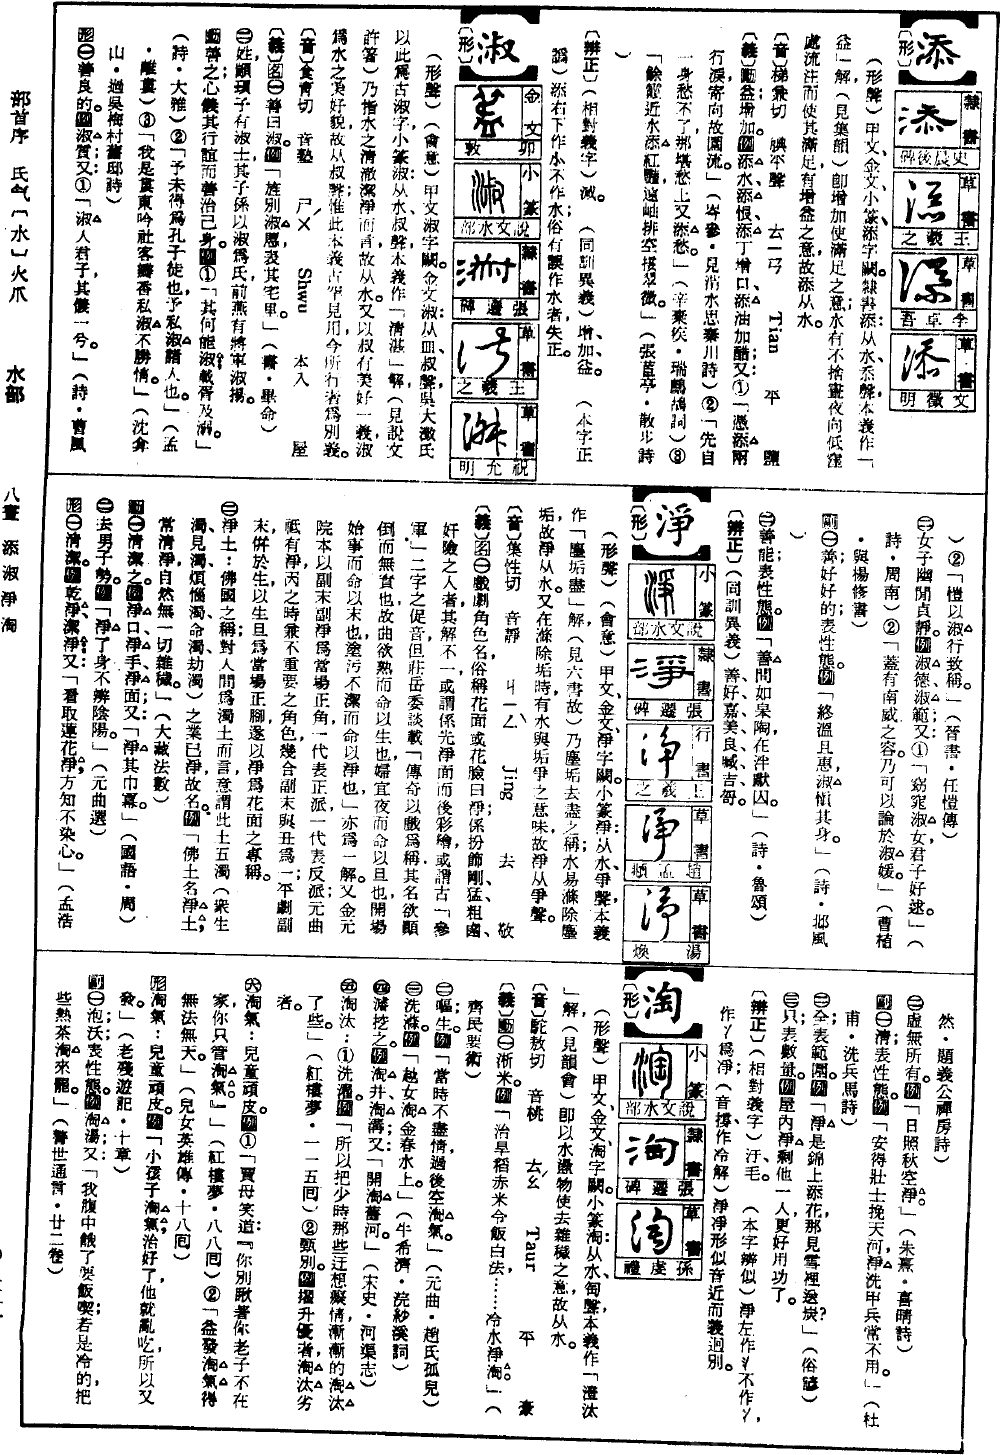 部首序 氏气〔水〕火爪 水部 八畫 添淑淨淘
添
〔形〕
隸書 史晨後碑
草書 王羲之
草書 李卓吾
草書 文徵明
（形聲）甲文、金文、小篆、添字闕。隸書添：从水、忝聲，本義作「
益」解（見集韻）即增加使滿足之意；水有不捨晝夜向低窪
處流注而使其滿足，有增益之意，故添从水。
【音】梯兼切 腆平聲 ㄊㄧㄢ Tian 平 鹽
【義】動益；增加。例添水、添恨、添丁、增口、添油、加醋又①「憑添兩
行淚，寄向故園流。」（岑參・見渭水思秦川詩）②「先自
一身愁不了，那堪愁上又添愁。」（辛棄疾・瑞鷓鴣詞）③
「餘霞近水添紅豔，遠岫排空接翠微。」（張萱亭・散步詩
）
【辨正】（相對義字）減。 （同訓異義）增、加、益。 （本字正
譌）添右下作小，不作水；俗有誤作水者，失正。
淑
〔形〕
金文 卯敦
小篆 說文水部
隸書 張遷碑
草書 王羲之
草書 祝允明
（形聲）（會意）甲文淑字闕。金文淑：从皿、叔聲，吳大澂氏
以此為古淑字。小篆淑：从水、叔聲，本義作「清湛」解（見說文
許箸）乃指水之清澈潔淨而言，故从水。又以叔有美好一義，淑
為水之美好貌，故从叔聲；惟此本義古罕見用，今所行者為別義。
【音】食育切 音塾 ㄕㄨˊ Shwu 本入 屋
【義】名㊀善曰淑。例「旌別淑慝，表其宅里。」（書・畢命）
㊁姓；顓頊子有淑士，其子孫以淑為氏。前燕有將軍淑揚。
動善之；心儀其行誼而善治己身。例①「其何能淑？載胥及溺。」
（詩・大雅）②「予未得為孔子徒也，予私淑諸人也。」（孟
・離婁）③「我是婁東吟社客，瓣香私淑不勝情。」（沈弇
山・過吳梅村舊邸詩）
形㊀善良的。例淑質又①「淑人君子，其儀一兮。」（詩・曹風
）②「愷以淑行致稱。」（晉書・任愷傳）
㊁女子幽閒貞靜。例淑德、淑範；又①「窈窕淑女，君子好逑。」（
詩・周南）②「蓋有南威之容，乃可以論於淑媛。」（曹植
・與楊修書）
副㊀善好；好的；表性態。例「終溫且惠，淑慎其身。」（詩・邶風
）
㊁善能；表性態。例「善問如皋陶，在泮獻囚。」（詩・魯頌）
【辨正】（同訓異義）善、好、嘉、美、良、臧、吉、哿。
淨
〔形〕
小篆 說文水部
隸書 張遷碑
行書 王羲之
草書 趙孟頫
草書 湯煥
（形聲）（會意）甲文、金文、淨字闕。小篆淨：从水、爭聲，本義
作「塵垢盡」解（見六書故）乃塵垢去盡之稱；水易滌除塵
垢，故淨从水。又在滌除垢時，有水與垢爭之意味，故淨从爭聲。
【音】集性切 音靜 ㄐㄧㄥˋ Jing 去 敬
【義】名㊀戲劇角色名；俗稱花面或花臉曰淨；係扮飾剛猛、粗鹵、
奸險之人者；其解不一，或謂係先淨面而後彩繪；或謂古「參
軍」二字之促音；但莊岳委談載「傳奇以戲為稱，其名欲顛
倒而無實也，故曲欲熟而命以生也，婦宜夜而命以旦也，開場
始事而命以末也，塗污不潔而命以淨也」亦為一解。又金元
院本以副末、副淨為當場正角，一代表正派，一代表反派；元曲
祇有淨，丙之時兼不重要之角色，幾合副末與丑為一；平劇副
末併於生，以生旦為當場正腳，遂以淨為花面之專稱。
㊁淨土：佛國之稱，對人間為濁土而言；意謂此土五濁（眾生
濁、見濁、煩惱濁、命濁、劫濁）之業已淨，故名。例「佛土名淨土，
常清淨自然無一切雜穢。」（大藏法數）
動㊀清潔之。例淨口、淨手、淨面；又「淨其巾冪。」（國語・周）
㊁去男子勢。例「淨了身，不辨陰陽。」（元曲選）
形㊀清潔。例乾淨、潔淨；又「看取蓮花淨，方知不染心。」（孟浩
然・題義公禪房詩）
㊁虛無所有。例「日照秋空淨。」（朱熹・喜晴詩）
副㊀清；表性態。例「安得壯士挽天河，淨洗甲兵常不用。」（杜
甫・洗兵馬詩）
㊁全；表範圍。例「淨是錦上添花，那見雪裡送炭？」（俗諺）
㊂只；表數量。例屋內淨剩他一人，更好用功了。
【辨正】（相對義字）汙、毛。 （本字辨似）淨左作氵，不作冫，
作冫為凈（音撐作冷解）淨凈形似音近而義迥別。
淘
〔形〕
小篆 說文水部
隸書 張遷碑
草書 孫虔禮
（形聲）甲文、金文、淘字闕。小篆淘：从水、匋聲，本義作「澄汰
」解（見韻會）即以水盪物，使去雜穢之意，故从水。
【音】駝敖切 音桃 ㄊㄠˊ Taur 平 豪
【義】動㊀淅米。例「治旱稻赤米令飯白法……冷水淨淘。」（
齊民要術）
㊁嘔；生。例「當時不盡情，過後空淘氣。」（元曲・趙氏孤兒）
㊂洗滌。例「越女淘金春水上。」（牛希濟・浣紗溪詞）
㊃濬挖之。例淘井、淘溝；又「開淘舊河。」（宋史・河渠志）
㊄淘汰：①洗濯。例「所以把少時那些迂想癡情漸漸的淘汰
了些。」（紅樓夢・一一五回）②甄別。例擢升優者，淘汰劣
者。
㊅淘氣：兒童頑皮。例①「賈母笑道：『你別瞅著你老子不在
家，你只管淘氣。』」（紅樓夢・八八回）②「益發淘氣得
無法無天。」（兒女英雄傳・十八回）
形淘氣：兒童頑皮。例「小孩子淘氣，治好了，他就亂吃，所以又
發。」（老殘遊記・十章）
副㊀泡；沃；表性態。例淘湯；又「我腹中餓了，要飯喫；若是冷的，把
些熱茶淘來罷。」（警世通言・廿二卷）